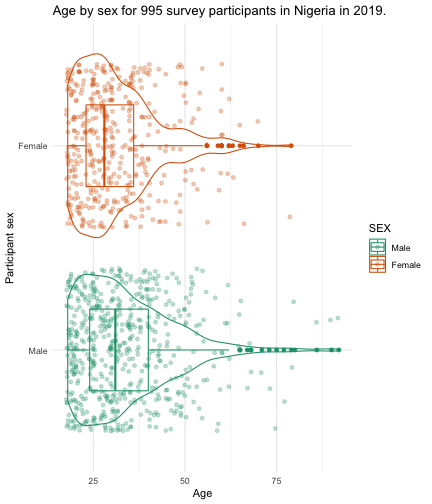 Age by sex for 995 survey participants in Nigeria in 2019.
Female
Male
Participant sex
25
50
75
Age
SEX
Male
Female